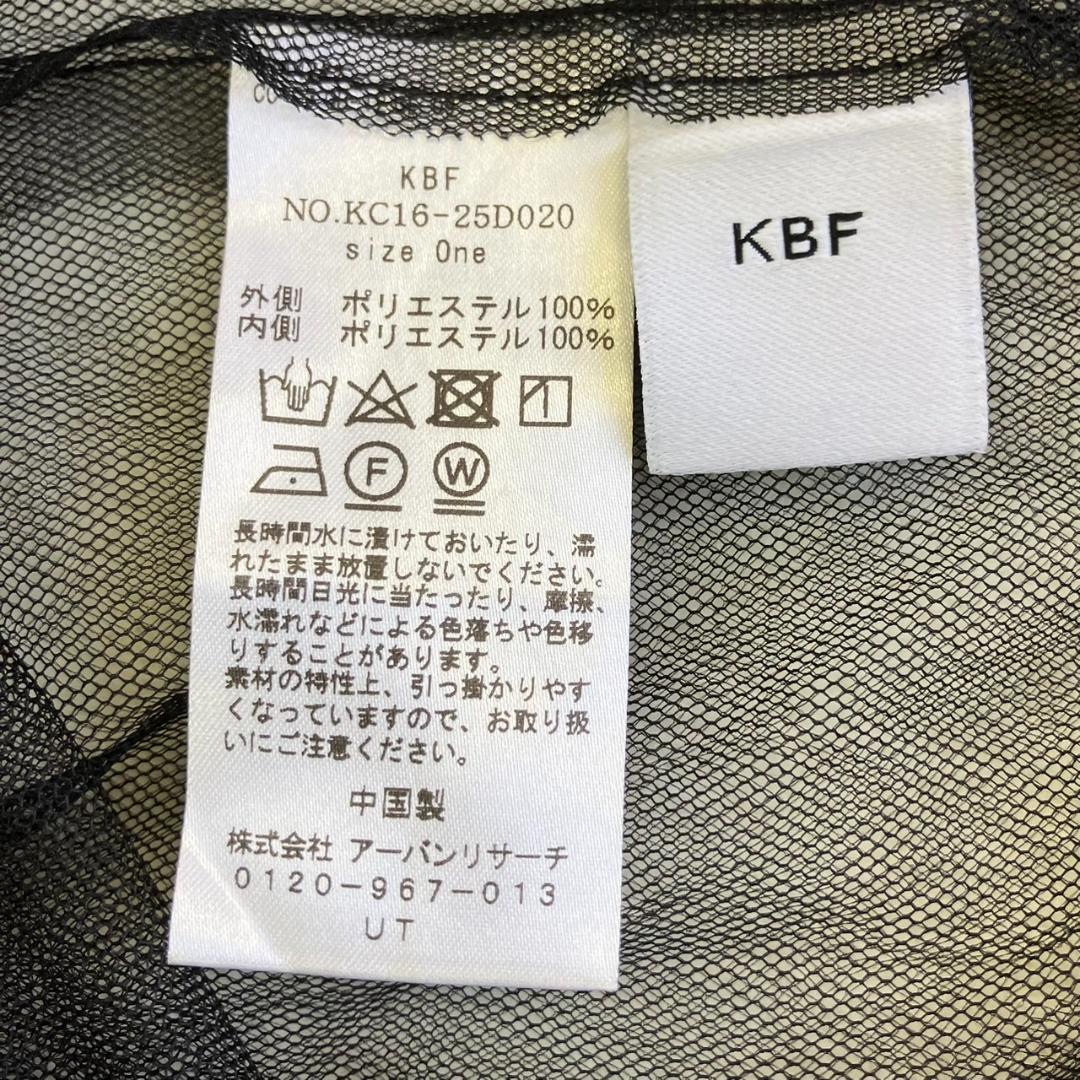 CO
KBF
NO.KC16-25D020
size One
外側 ポリエステル100%
内側 ポリエステル100%
F W
長時間水に漬けておいたり、濡
れたまま放置しないでください。
長時間日光に当たったり、摩擦、
水濡れなどによる色落ちや色移
りすることがあります。
素材の特性上、引っ掛かりやす
くなっていますので、お取り扱
いにご注意ください。
中国製
株式会社 アーバンリサーチ
0120-967-013
UT
KBF